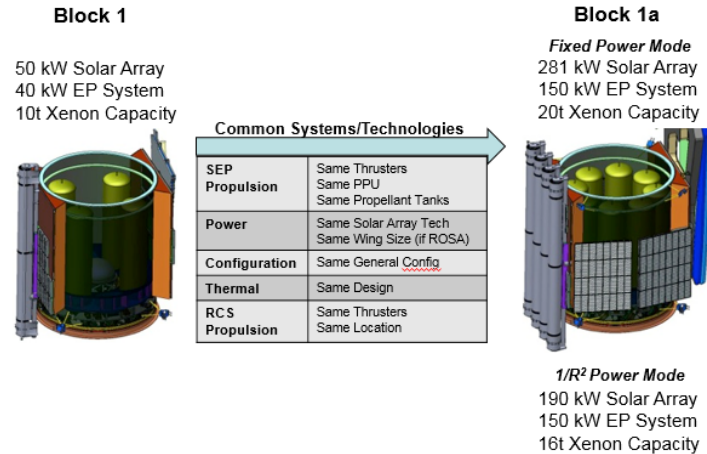 Block 1
50 kW Solar Array
40 kW EP System
10t Xenon Capacity
Common Systems/Technologies
SEP Propulsion
Same Thrusters
Same PPU
Same Propellant Tanks
Power
Same Solar Array Tech
Same Wing Size (if ROSA)
Configuration
Same General Config
Thermal
Same Design
RCS Propulsion
Same Thrusters
Same Location
Block 1a
Fixed Power Mode
281 kW Solar Array
150 kW EP System
20t Xenon Capacity
1/R² Power Mode
190 kW Solar Array
150 kW EP System
16t Xenon Capacity